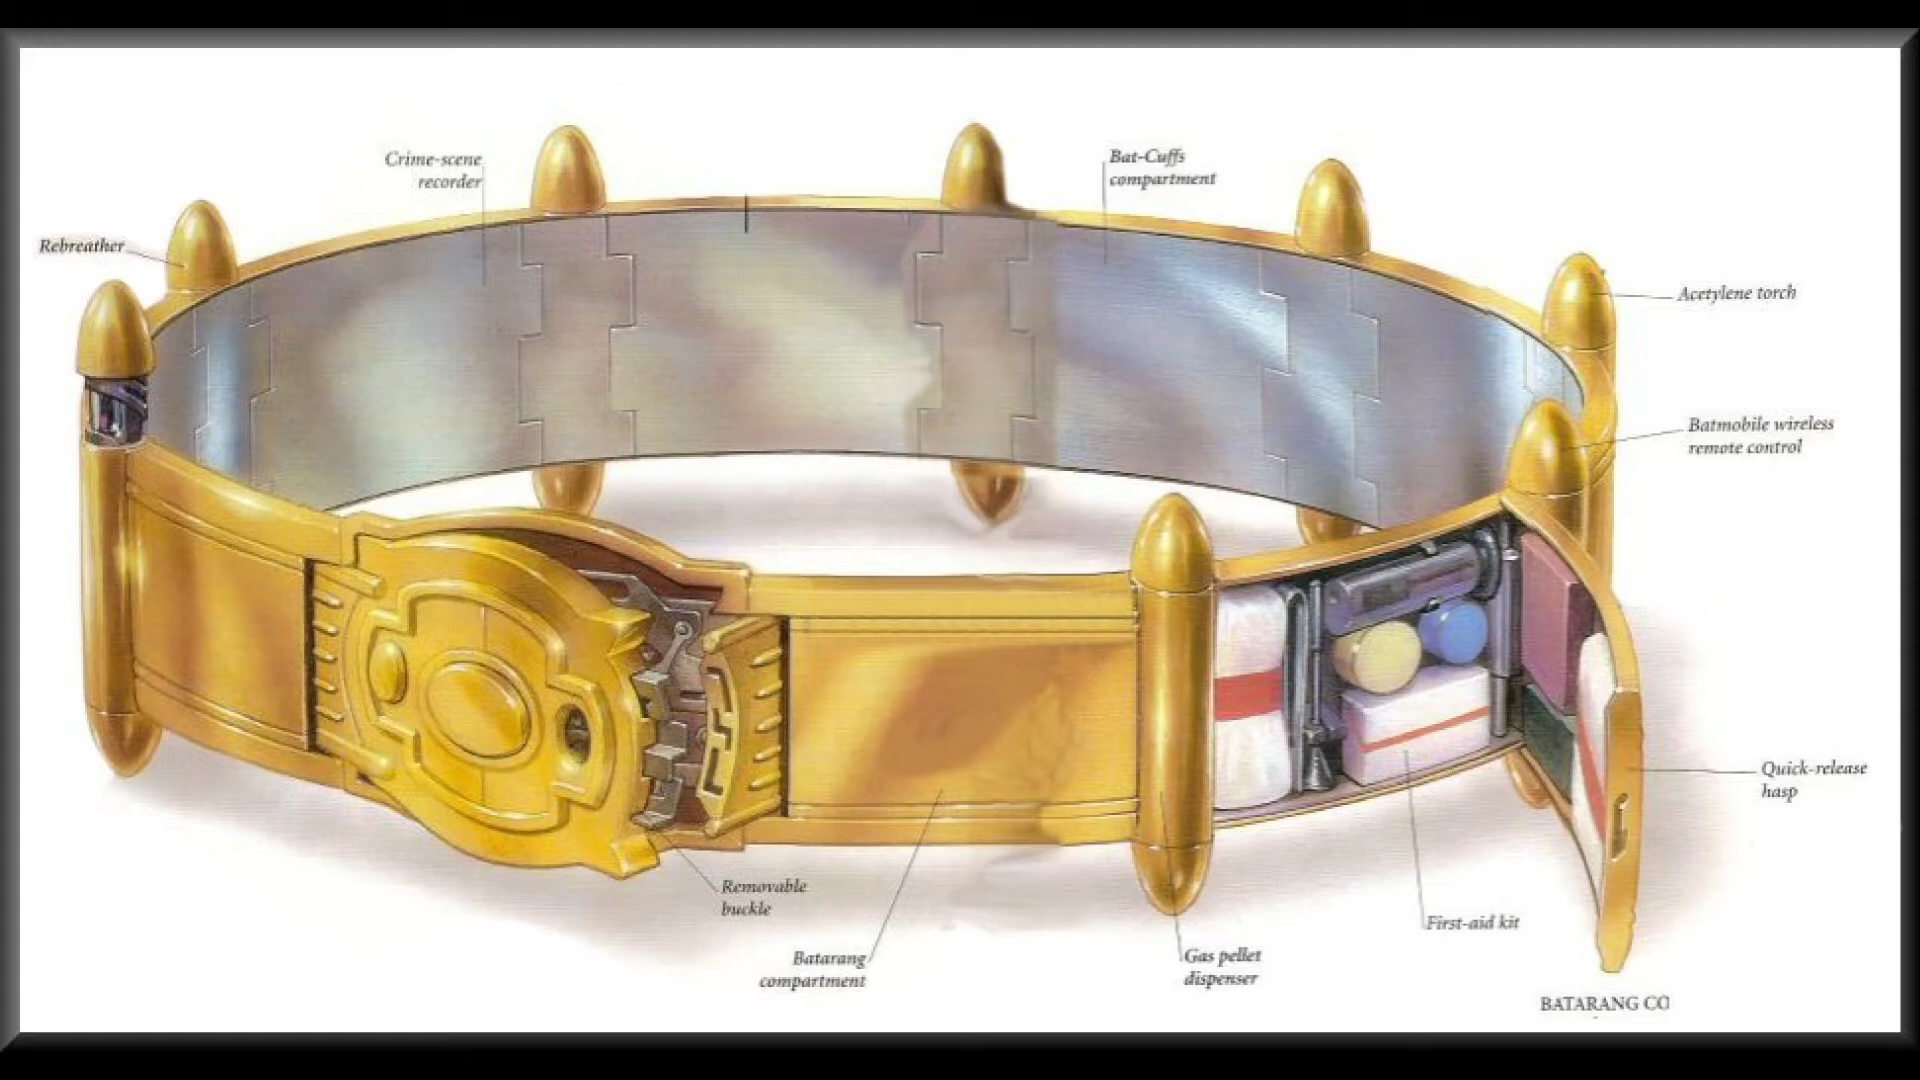 Crime-scene
recorder
Bat-Cuffs
compartment
Rebreather
Acetylene torch
Batmobile wireless
remote control
Quick-release
hasp
Removable
buckle
First-aid kit
Batarang
compartment
Gas pellet
dispenser
BATARANG CO